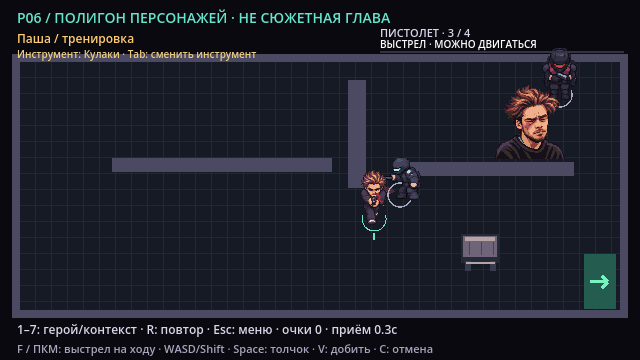 P06 / ПОЛИГОН ПЕРСОНАЖЕЙ · НЕ СЮЖЕТНАЯ ГЛАВА
Паша / тренировка
ПИСТОЛЕТ · 3 / 4
ВЫСТРЕЛ · МОЖНО ДВИГАТЬСЯ
Инструмент: Кулаки · Tab: сменить инструмент
1–7: герой/контекст · R: повтор · Esc: меню · очки 0 · приём 0.3с
F / ПКМ: выстрел на ходу · WASD/Shift · Space: толчок · V: добить · C: отмена